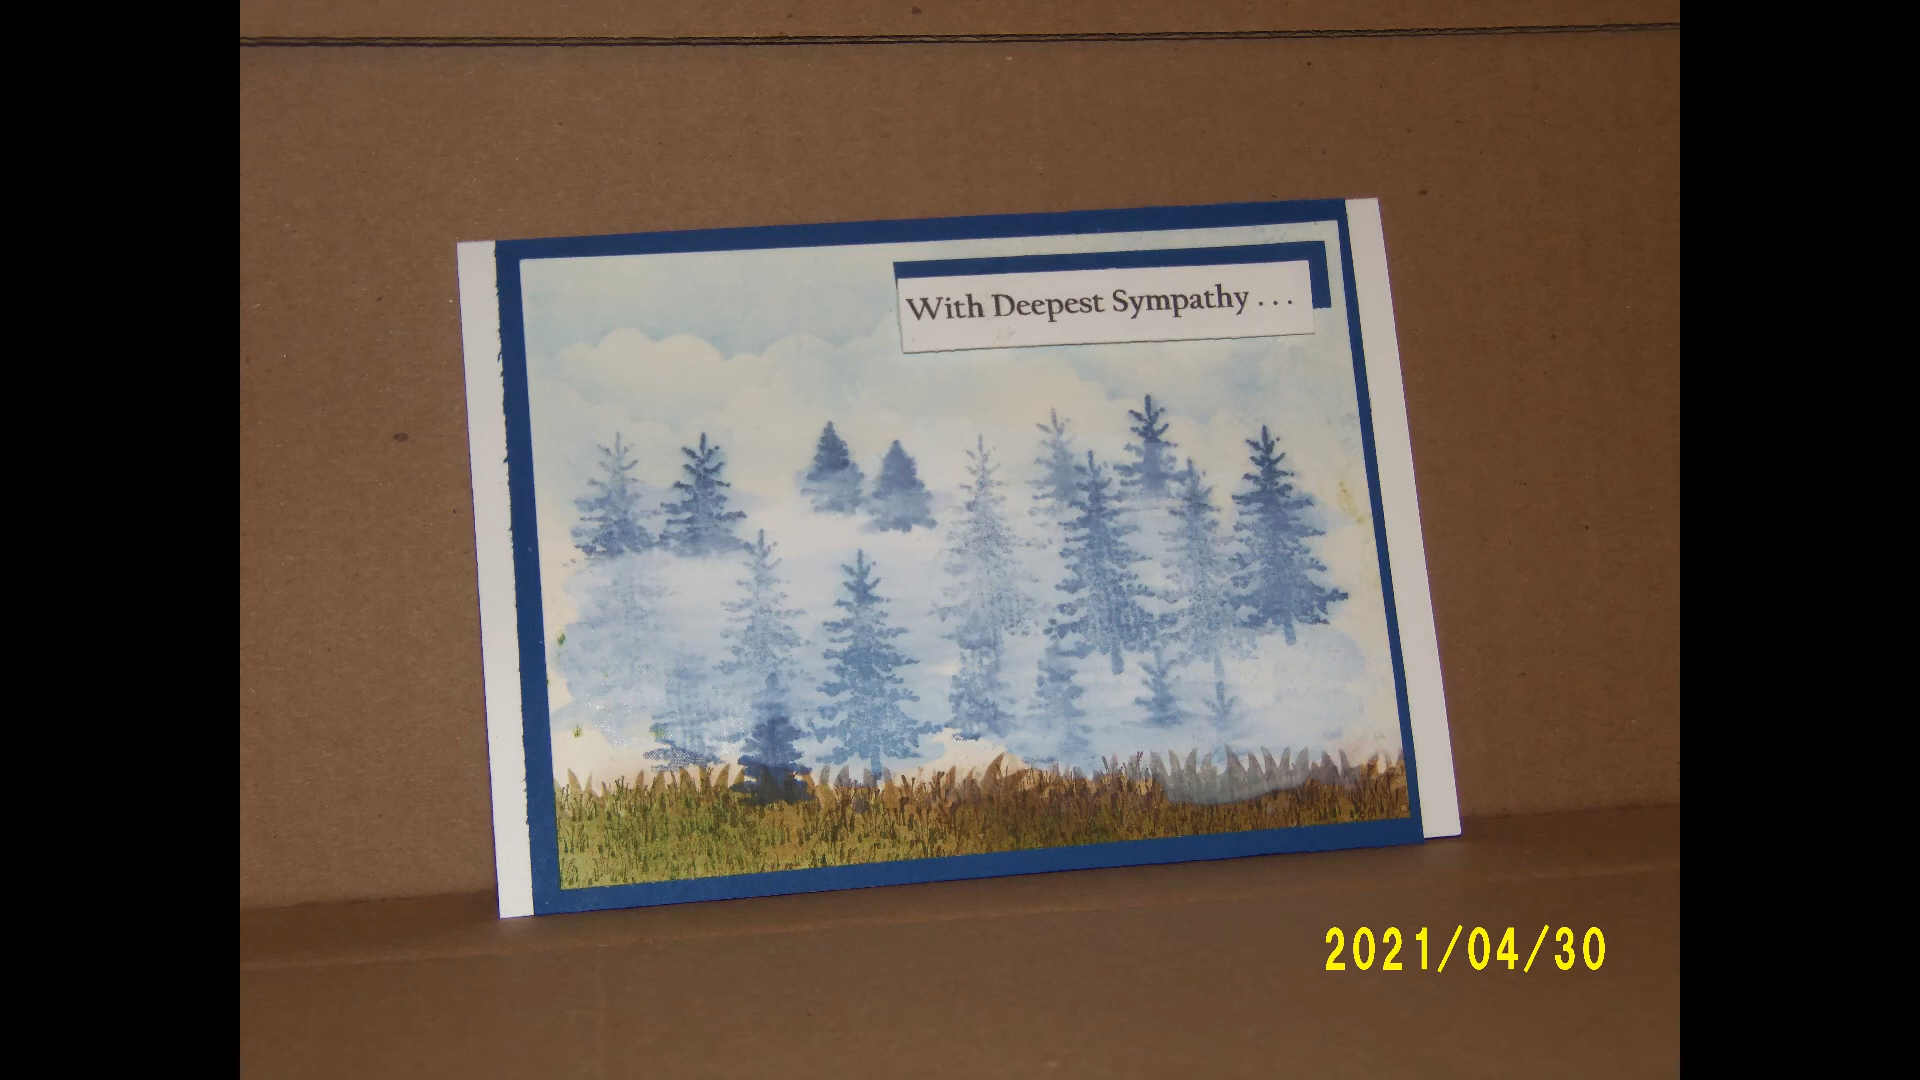 With Deepest Sympathy . . .
2021/04/30